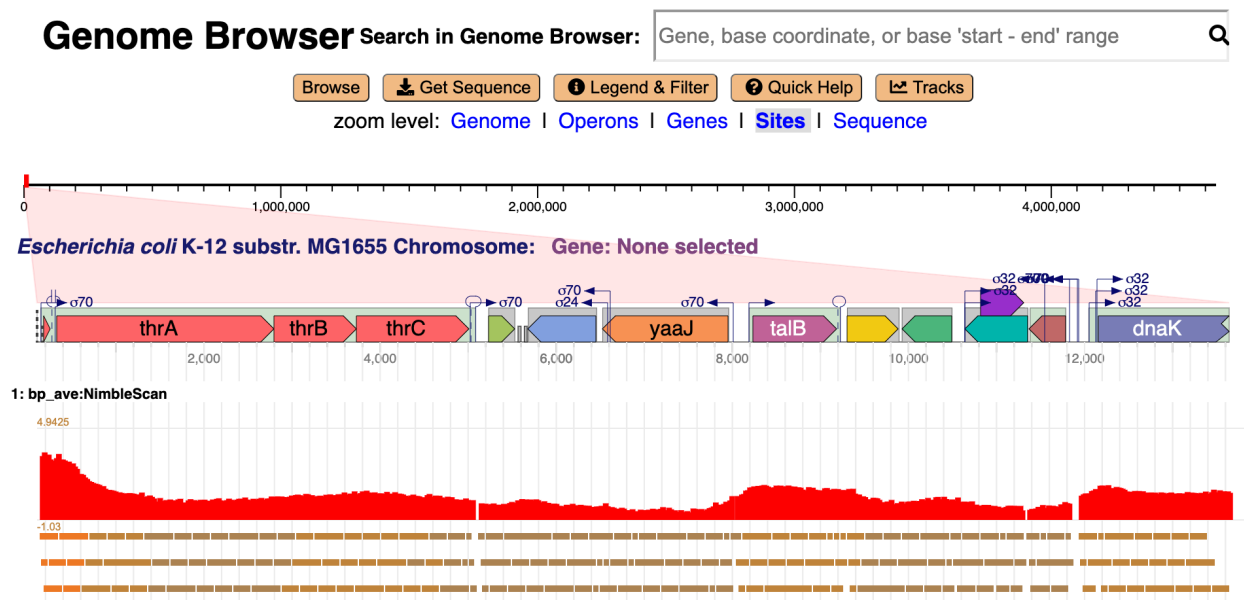 Genome Browser Search in Genome Browser: Gene, base coordinate, or base 'start - end' range
Browse Get Sequence Legend & Filter Quick Help Tracks
zoom level: Genome | Operons | Genes | Sites | Sequence
0 1,000,000 2,000,000 3,000,000 4,000,000
Escherichia coli K-12 substr. MG1655 Chromosome: Gene: None selected
σ32 σ70 σ32
σ70 σ32 σ32
σ70 σ70 σ24 σ70 σ32
thrA thrB thrC yaaJ talB dnaK
2,000 4,000 6,000 8,000 10,000 12,000
1: bp_ave:NimbleScan
4.9425
-1.03